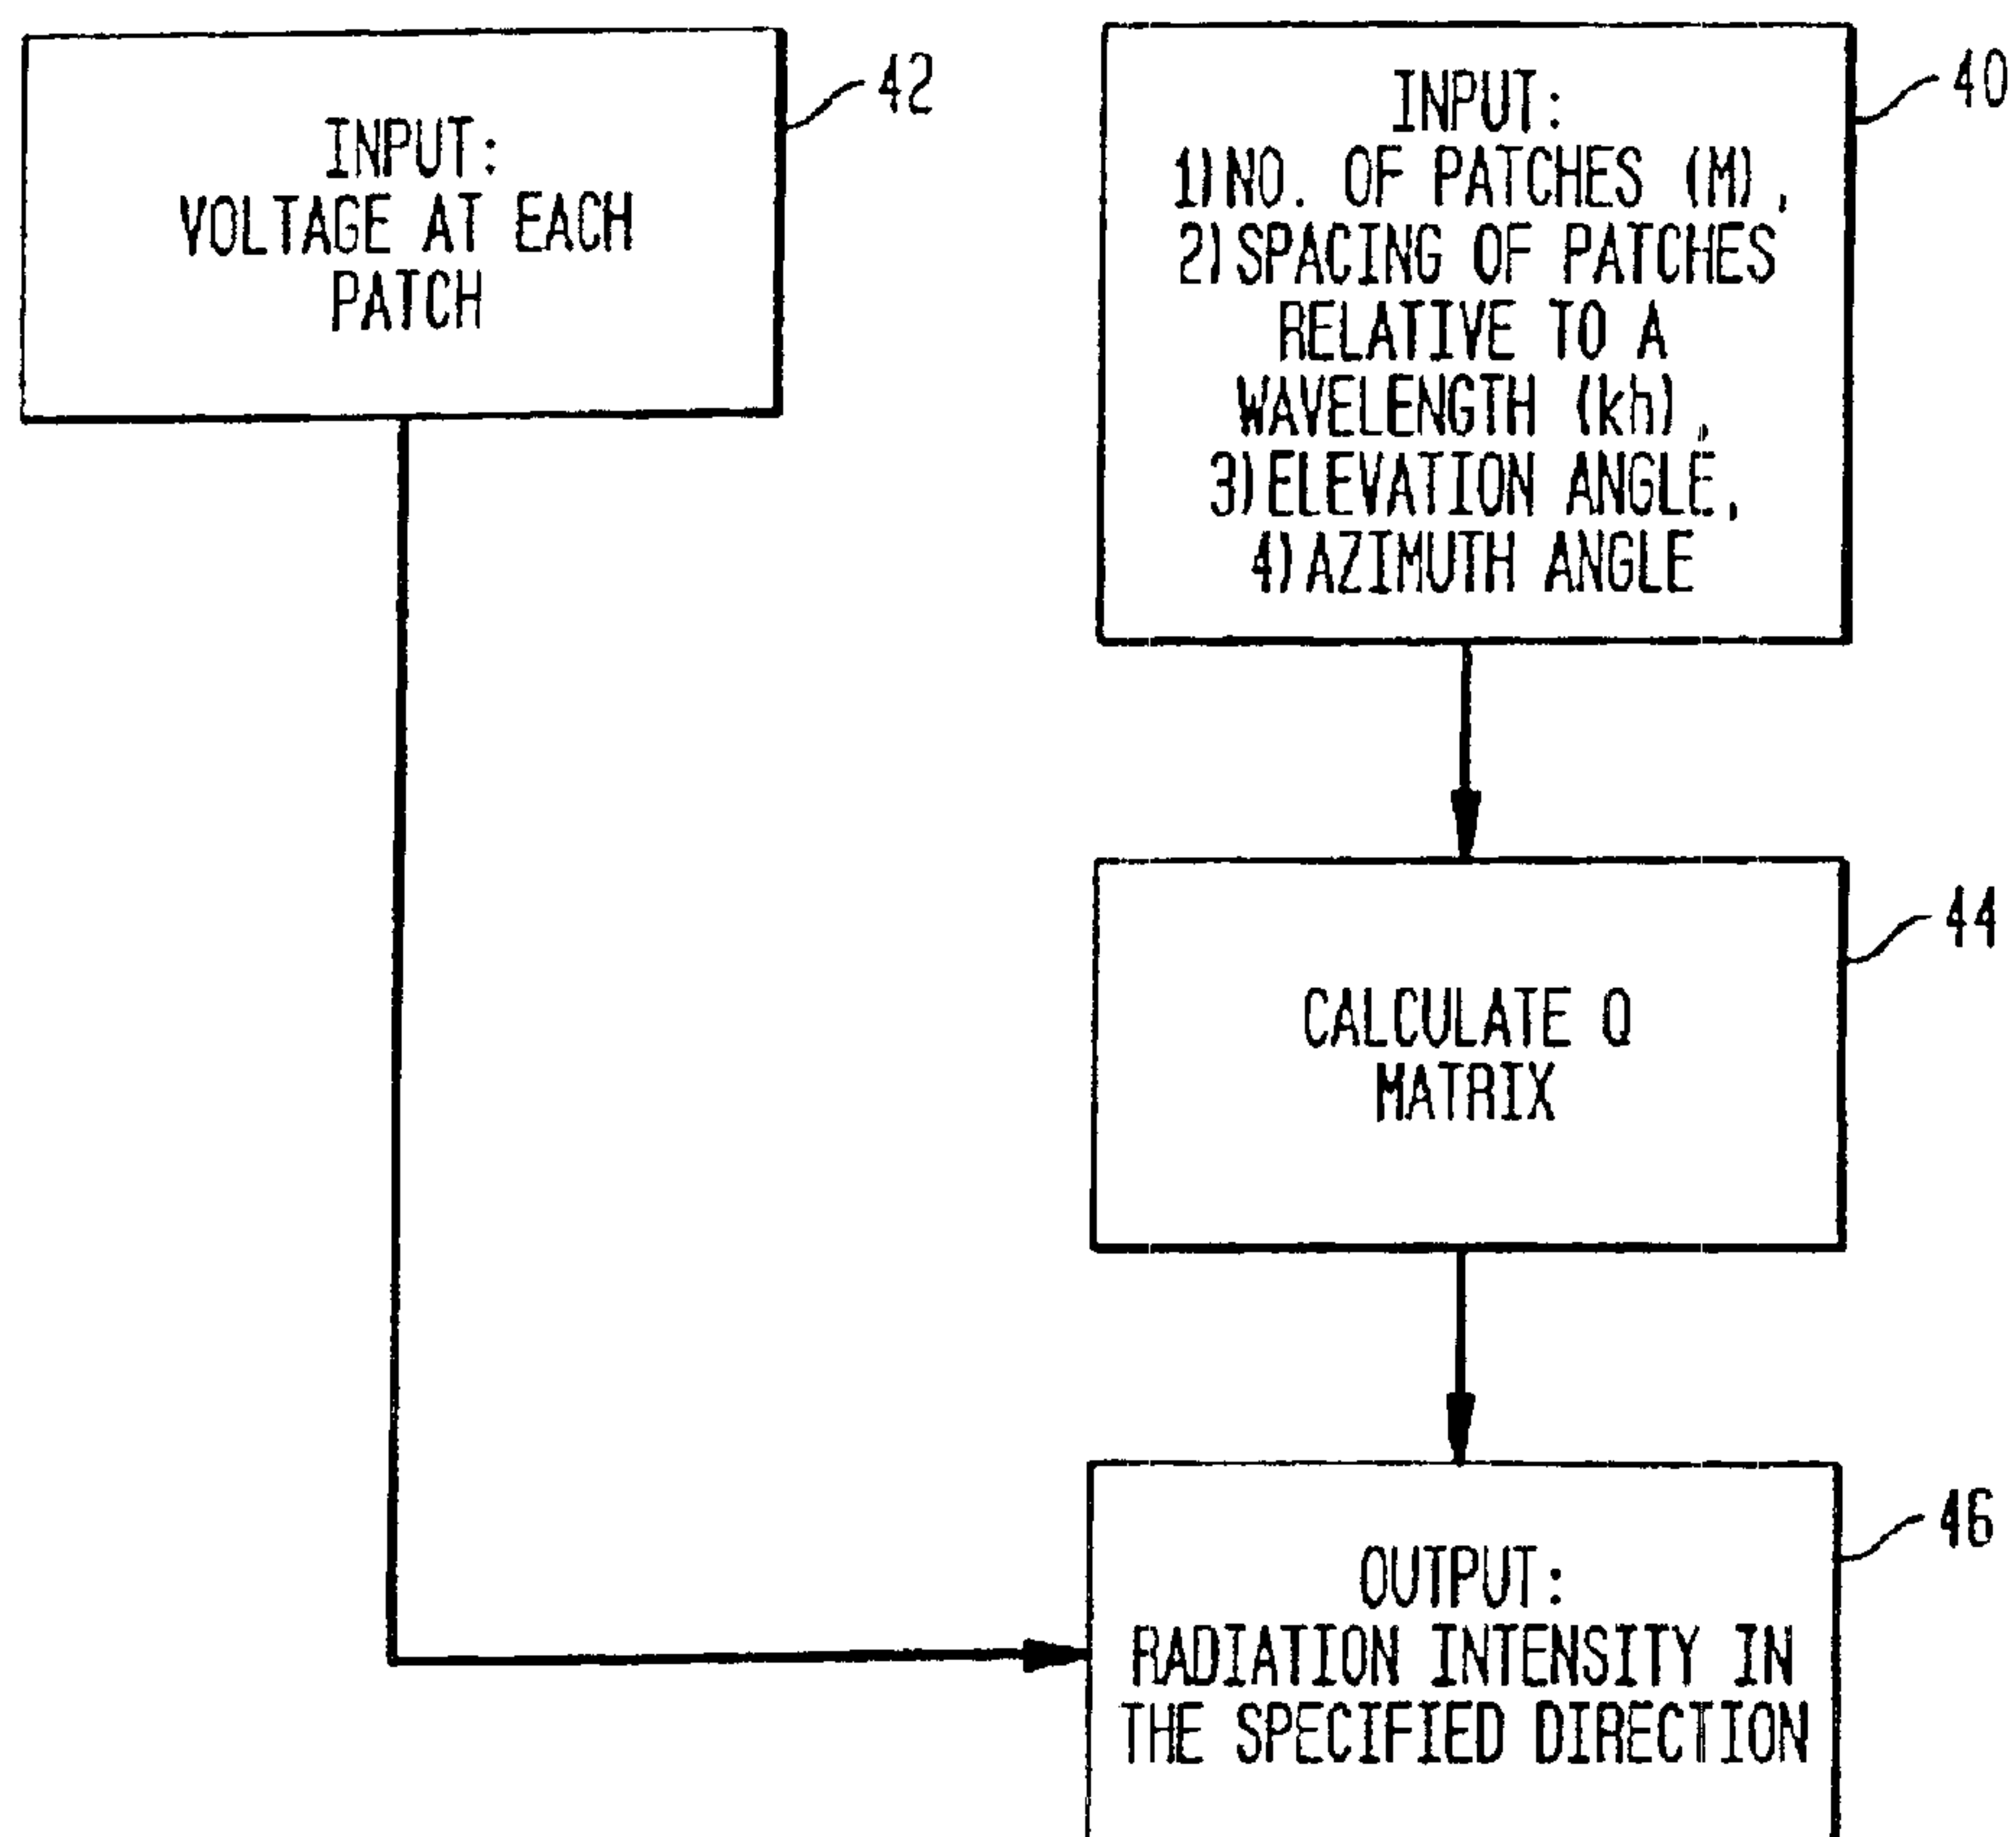 INPUT:
VOLTAGE AT EACH
PATCH
42
INPUT:
1) NO. OF PATCHES (M),
2) SPACING OF PATCHES
RELATIVE TO A
WAVELENGTH (kh),
3) ELEVATION ANGLE,
4) AZIMUTH ANGLE
40
CALCULATE Q
MATRIX
44
OUTPUT:
RADIATION INTENSITY IN
THE SPECIFIED DIRECTION
46